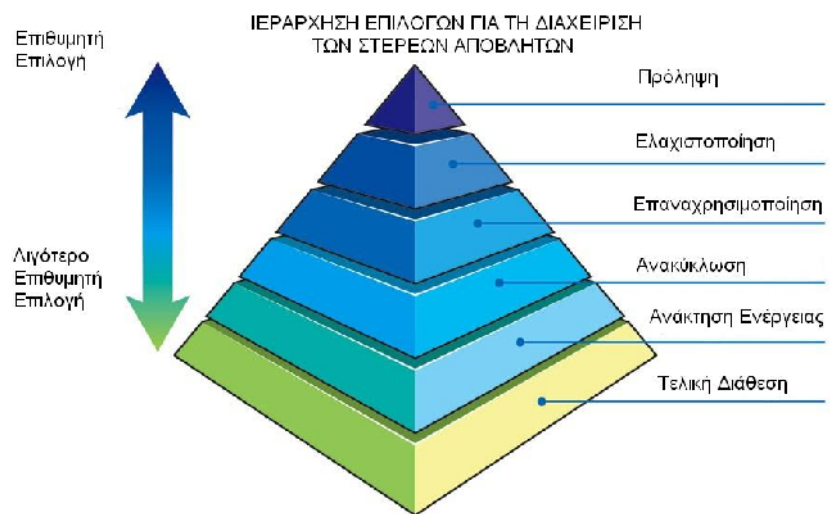 ΙΕΡΑΡΧΗΣΗ ΕΠΙΛΟΓΩΝ ΓΙΑ ΤΗ ΔΙΑΧΕΙΡΙΣΗ
ΤΩΝ ΣΤΕΡΕΩΝ ΑΠΟΒΛΗΤΩΝ
Επιθυμητή
Επιλογή
Πρόληψη
Ελαχιστοποίηση
Επαναχρησιμοποίηση
Λιγότερο
Επιθυμητή
Επιλογή
Ανακύκλωση
Ανάκτηση Ενέργειας
Τελική Διάθεση